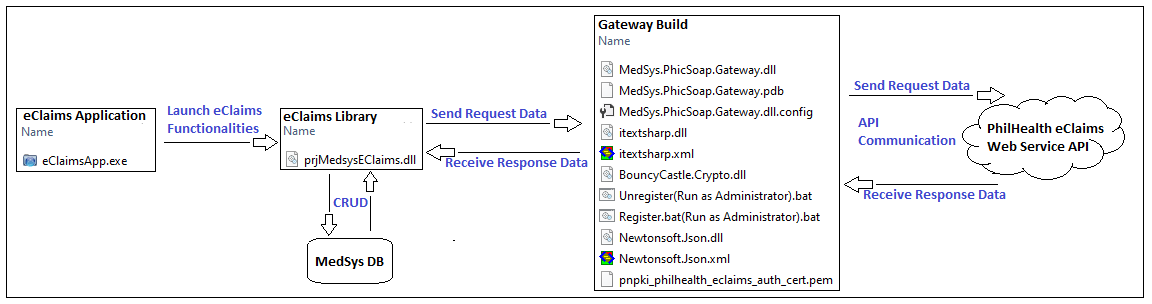 eClaims Application
Name
eClaimsApp.exe
Launch eClaims
Functionalities
eClaims Library
Name
prjMedsysEClaims.dll
CRUD
MedSys DB
Send Request Data
Receive Response Data
Gateway Build
Name
MedSys.PhicSoap.Gateway.dll
MedSys.PhicSoap.Gateway.pdb
MedSys.PhicSoap.Gateway.dll.config
itextsharp.dll
itextsharp.xml
BouncyCastle.Crypto.dll
Unregister(Run as Administrator).bat
Register.bat(Run as Administrator).bat
Newtonsoft.Json.dll
Newtonsoft.Json.xml
pnpki_philhealth_eclaims_auth_cert.pem
Send Request Data
API
Communication
Receive Response Data
PhilHealth eClaims
Web Service API